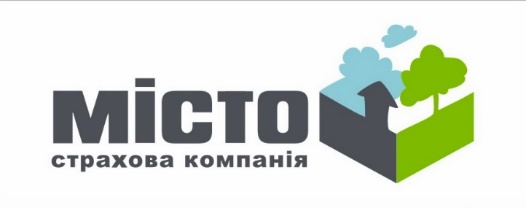 місто
страхова компанія